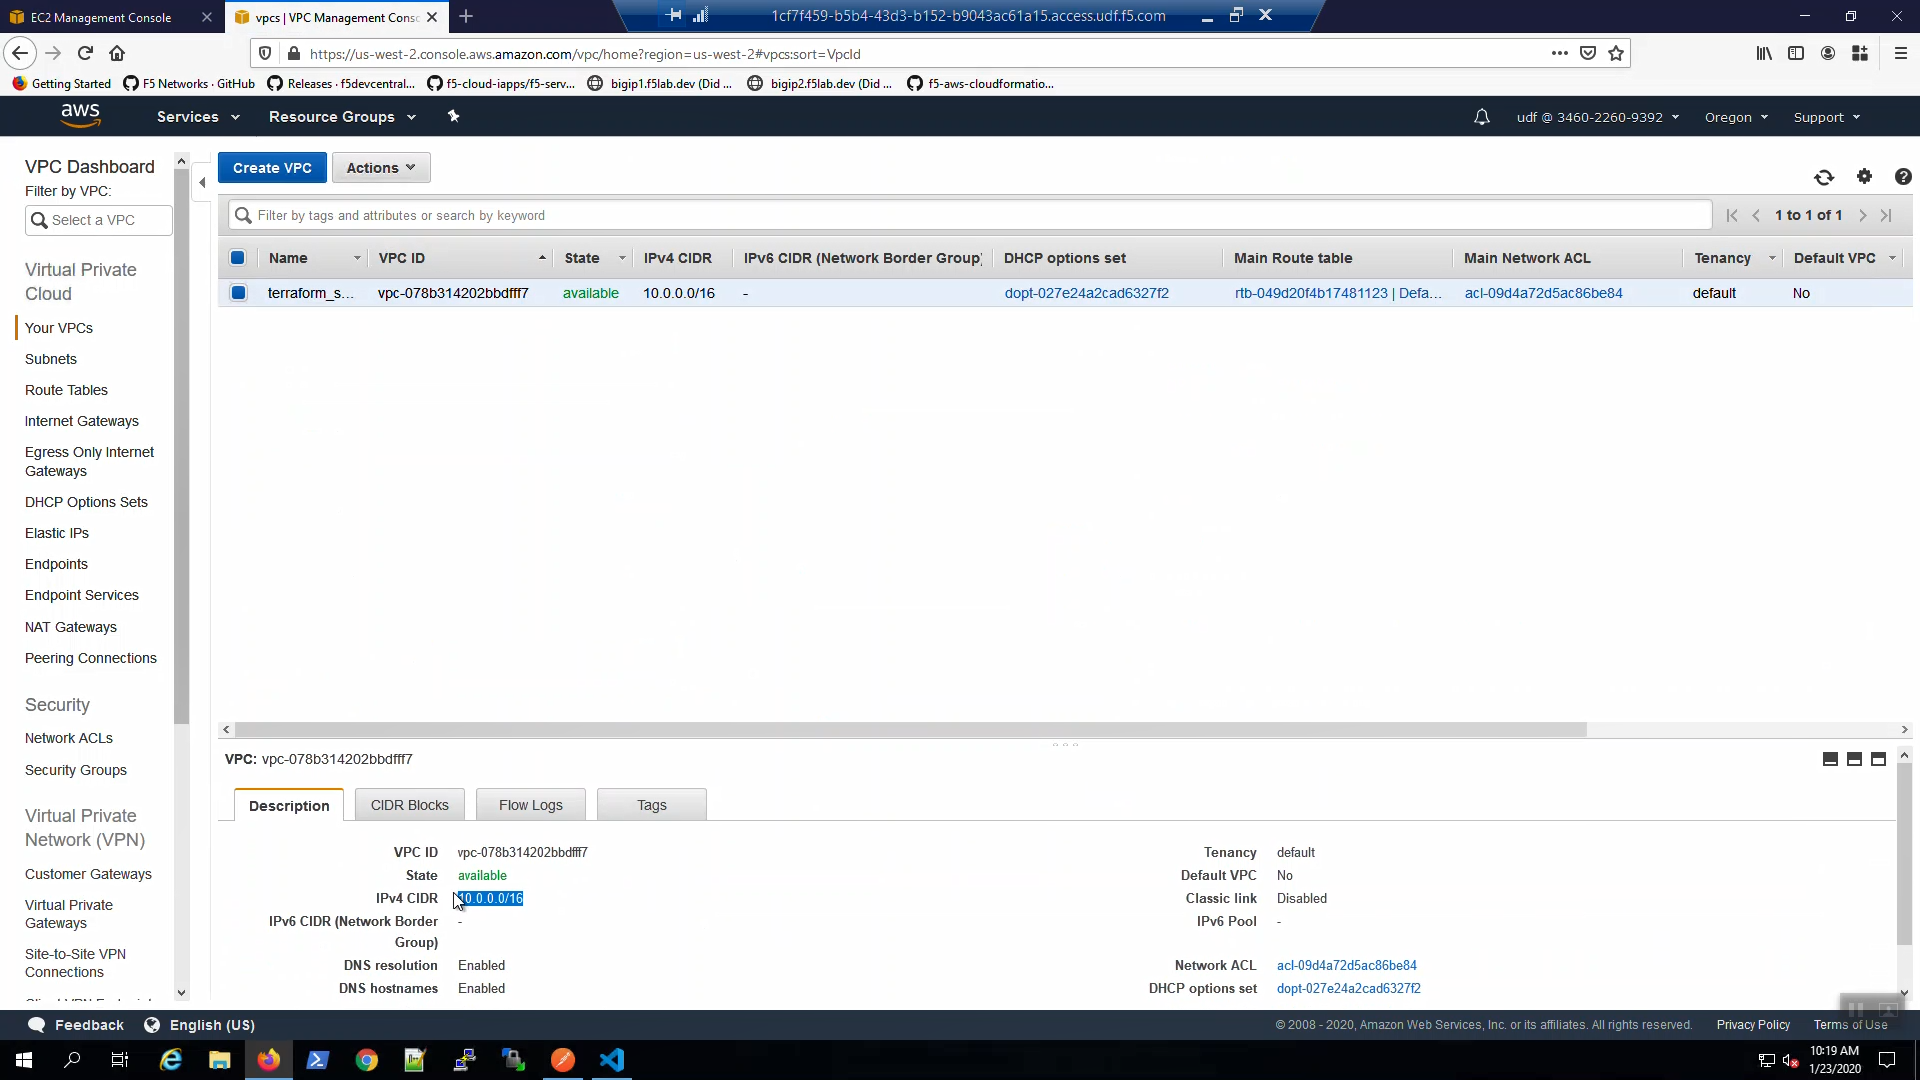 EC2 Management Console
vpcs | VPC Management Conso
1cf7f459-b5b4-43d3-b152-b9043ac61a15.access.udf.f5.com
https://us-west-2.console.aws.amazon.com/vpc/home?region=us-west-2#vpcs:sort=VpcId
Getting Started
F5 Networks · GitHub
Releases · f5devcentral...
f5-cloud-iapps/f5-serv...
bigip1.f5lab.dev (Did ...
bigip2.f5lab.dev (Did ...
f5-aws-cloudformatio...
aws
Services
Resource Groups
udf @ 3460-2260-9392
Oregon
Support
VPC Dashboard
Filter by VPC:
Select a VPC
Virtual Private
Cloud
Your VPCs
Subnets
Route Tables
Internet Gateways
Egress Only Internet
Gateways
DHCP Options Sets
Elastic IPs
Endpoints
Endpoint Services
NAT Gateways
Peering Connections
Security
Network ACLs
Security Groups
Virtual Private
Network (VPN)
Customer Gateways
Virtual Private
Gateways
Site-to-Site VPN
Connections
Create VPC
Actions
Filter by tags and attributes or search by keyword
1 to 1 of 1
Name VPC ID State IPv4 CIDR IPv6 CIDR (Network Border Group) DHCP options set Main Route table Main Network ACL Tenancy Default VPC
terraform_s... vpc-078b314202bbdfff7 available 10.0.0.0/16 - dopt-027e24a2cad6327f2 rtb-049d20f4b17481123 | Defa... acl-09d4a72d5ac86be84 default No
VPC: vpc-078b314202bbdfff7
Description
CIDR Blocks
Flow Logs
Tags
VPC ID vpc-078b314202bbdfff7
State available
IPv4 CIDR 10.0.0.0/16
IPv6 CIDR (Network Border -
Group)
DNS resolution Enabled
DNS hostnames Enabled
Tenancy default
Default VPC No
Classic link Disabled
IPv6 Pool -
Network ACL acl-09d4a72d5ac86be84
DHCP options set dopt-027e24a2cad6327f2
Feedback
English (US)
© 2008 - 2020, Amazon Web Services, Inc. or its affiliates. All rights reserved.
Privacy Policy
Terms of Use
10:19 AM
1/23/2020